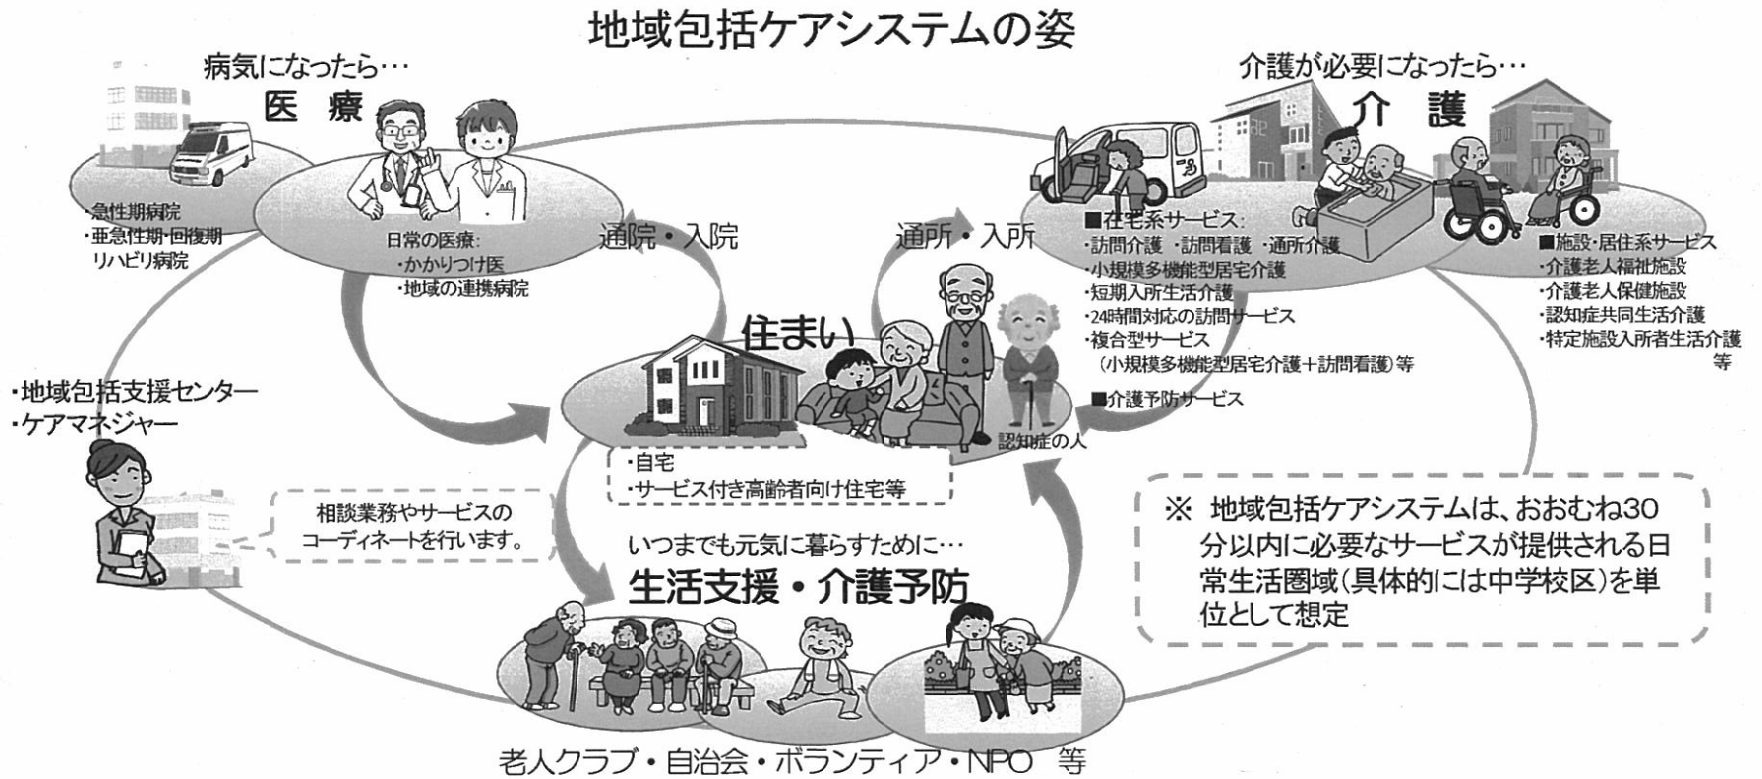 地域包括ケアシステムの姿
病気になったら…
医 療
・急性期病院
・亜急性期・回復期
リハビリ病院
日常の医療:
・かかりつけ医
・地域の連携病院
通院・入院
通所・入所
介護が必要になったら…
介 護
■在宅系サービス:
・訪問介護 ・訪問看護 ・通所介護
・小規模多機能型居宅介護
・短期入所生活介護
・24時間対応の訪問サービス
・複合型サービス
(小規模多機能型居宅介護+訪問看護)等
■介護予防サービス
■施設・居住系サービス
・介護老人福祉施設
・介護老人保健施設
・認知症共同生活介護
・特定施設入所者生活介護
等
住まい
認知症の人
・自宅
・サービス付き高齢者向け住宅等
・地域包括支援センター
・ケアマネジャー
相談業務やサービスの
コーディネートを行います。
いつまでも元気に暮らすために…
生活支援・介護予防
老人クラブ・自治会・ボランティア・NPO 等
※ 地域包括ケアシステムは、おおむね30
分以内に必要なサービスが提供される日
常生活圏域(具体的には中学校区)を単
位として想定